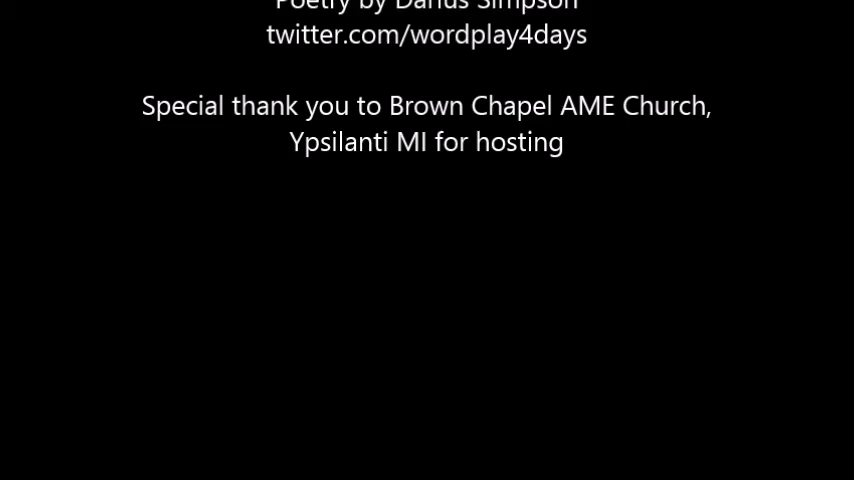 Poetry by Darius Simpson
twitter.com/wordplay4days
Special thank you to Brown Chapel AME Church,
Ypsilanti MI for hosting